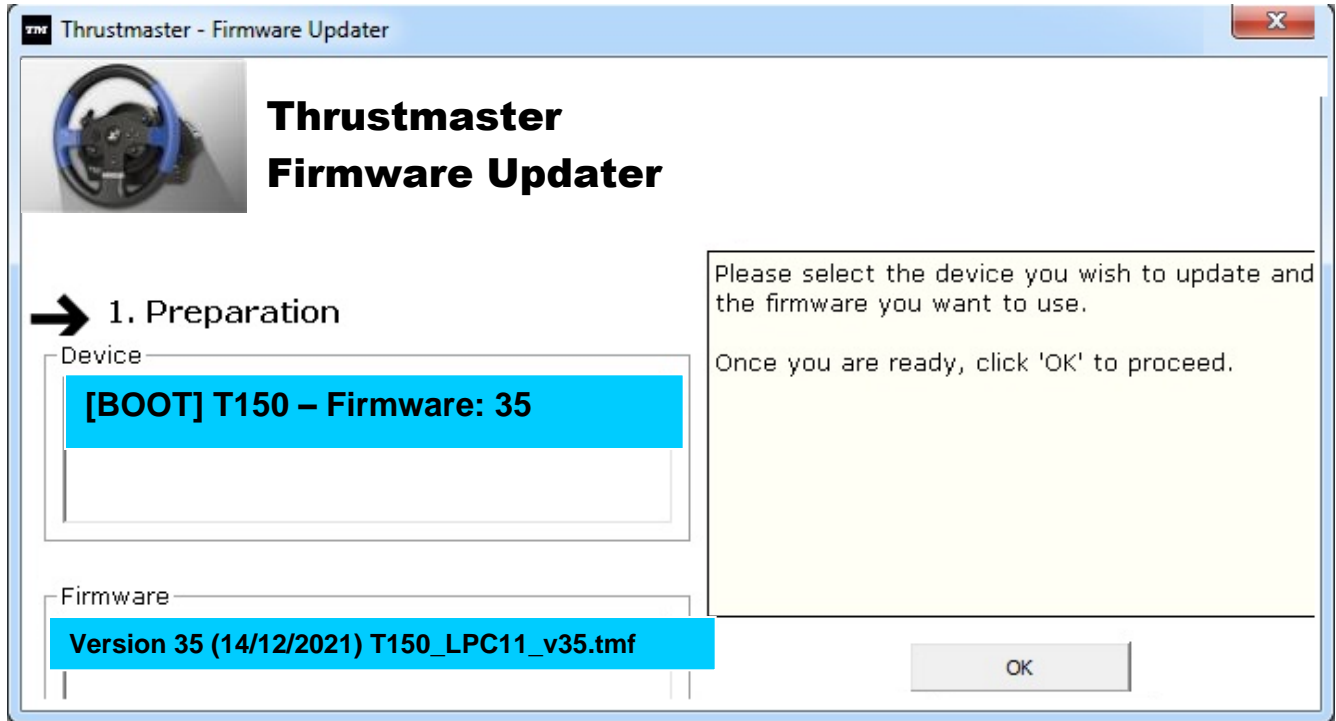 TM Thrustmaster - Firmware Updater
X
Thrustmaster
Firmware Updater
1. Preparation
Device
[BOOT] T150 – Firmware: 35
Firmware
Version 35 (14/12/2021) T150_LPC11_v35.tmf
Please select the device you wish to update and
the firmware you want to use.
Once you are ready, click 'OK' to proceed.
OK